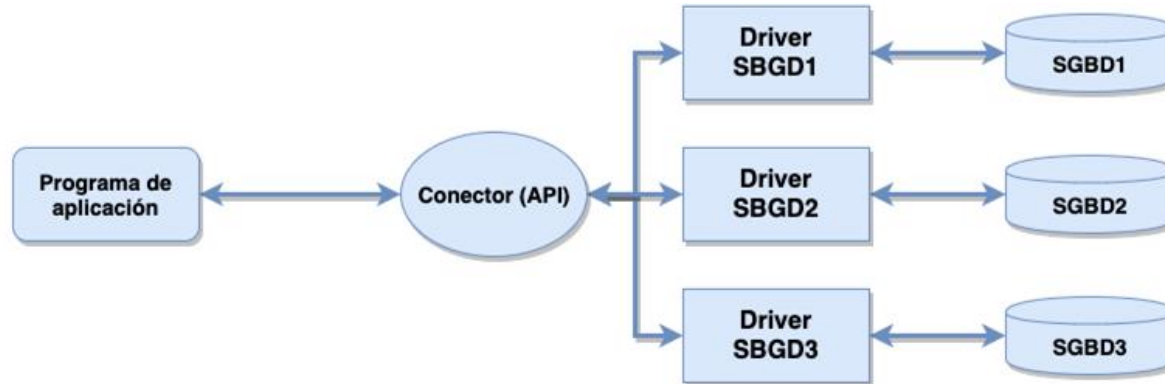 Programa de
aplicación
Conector (API)
Driver
SBGD1
SGBD1
Driver
SBGD2
SGBD2
Driver
SBGD3
SGBD3